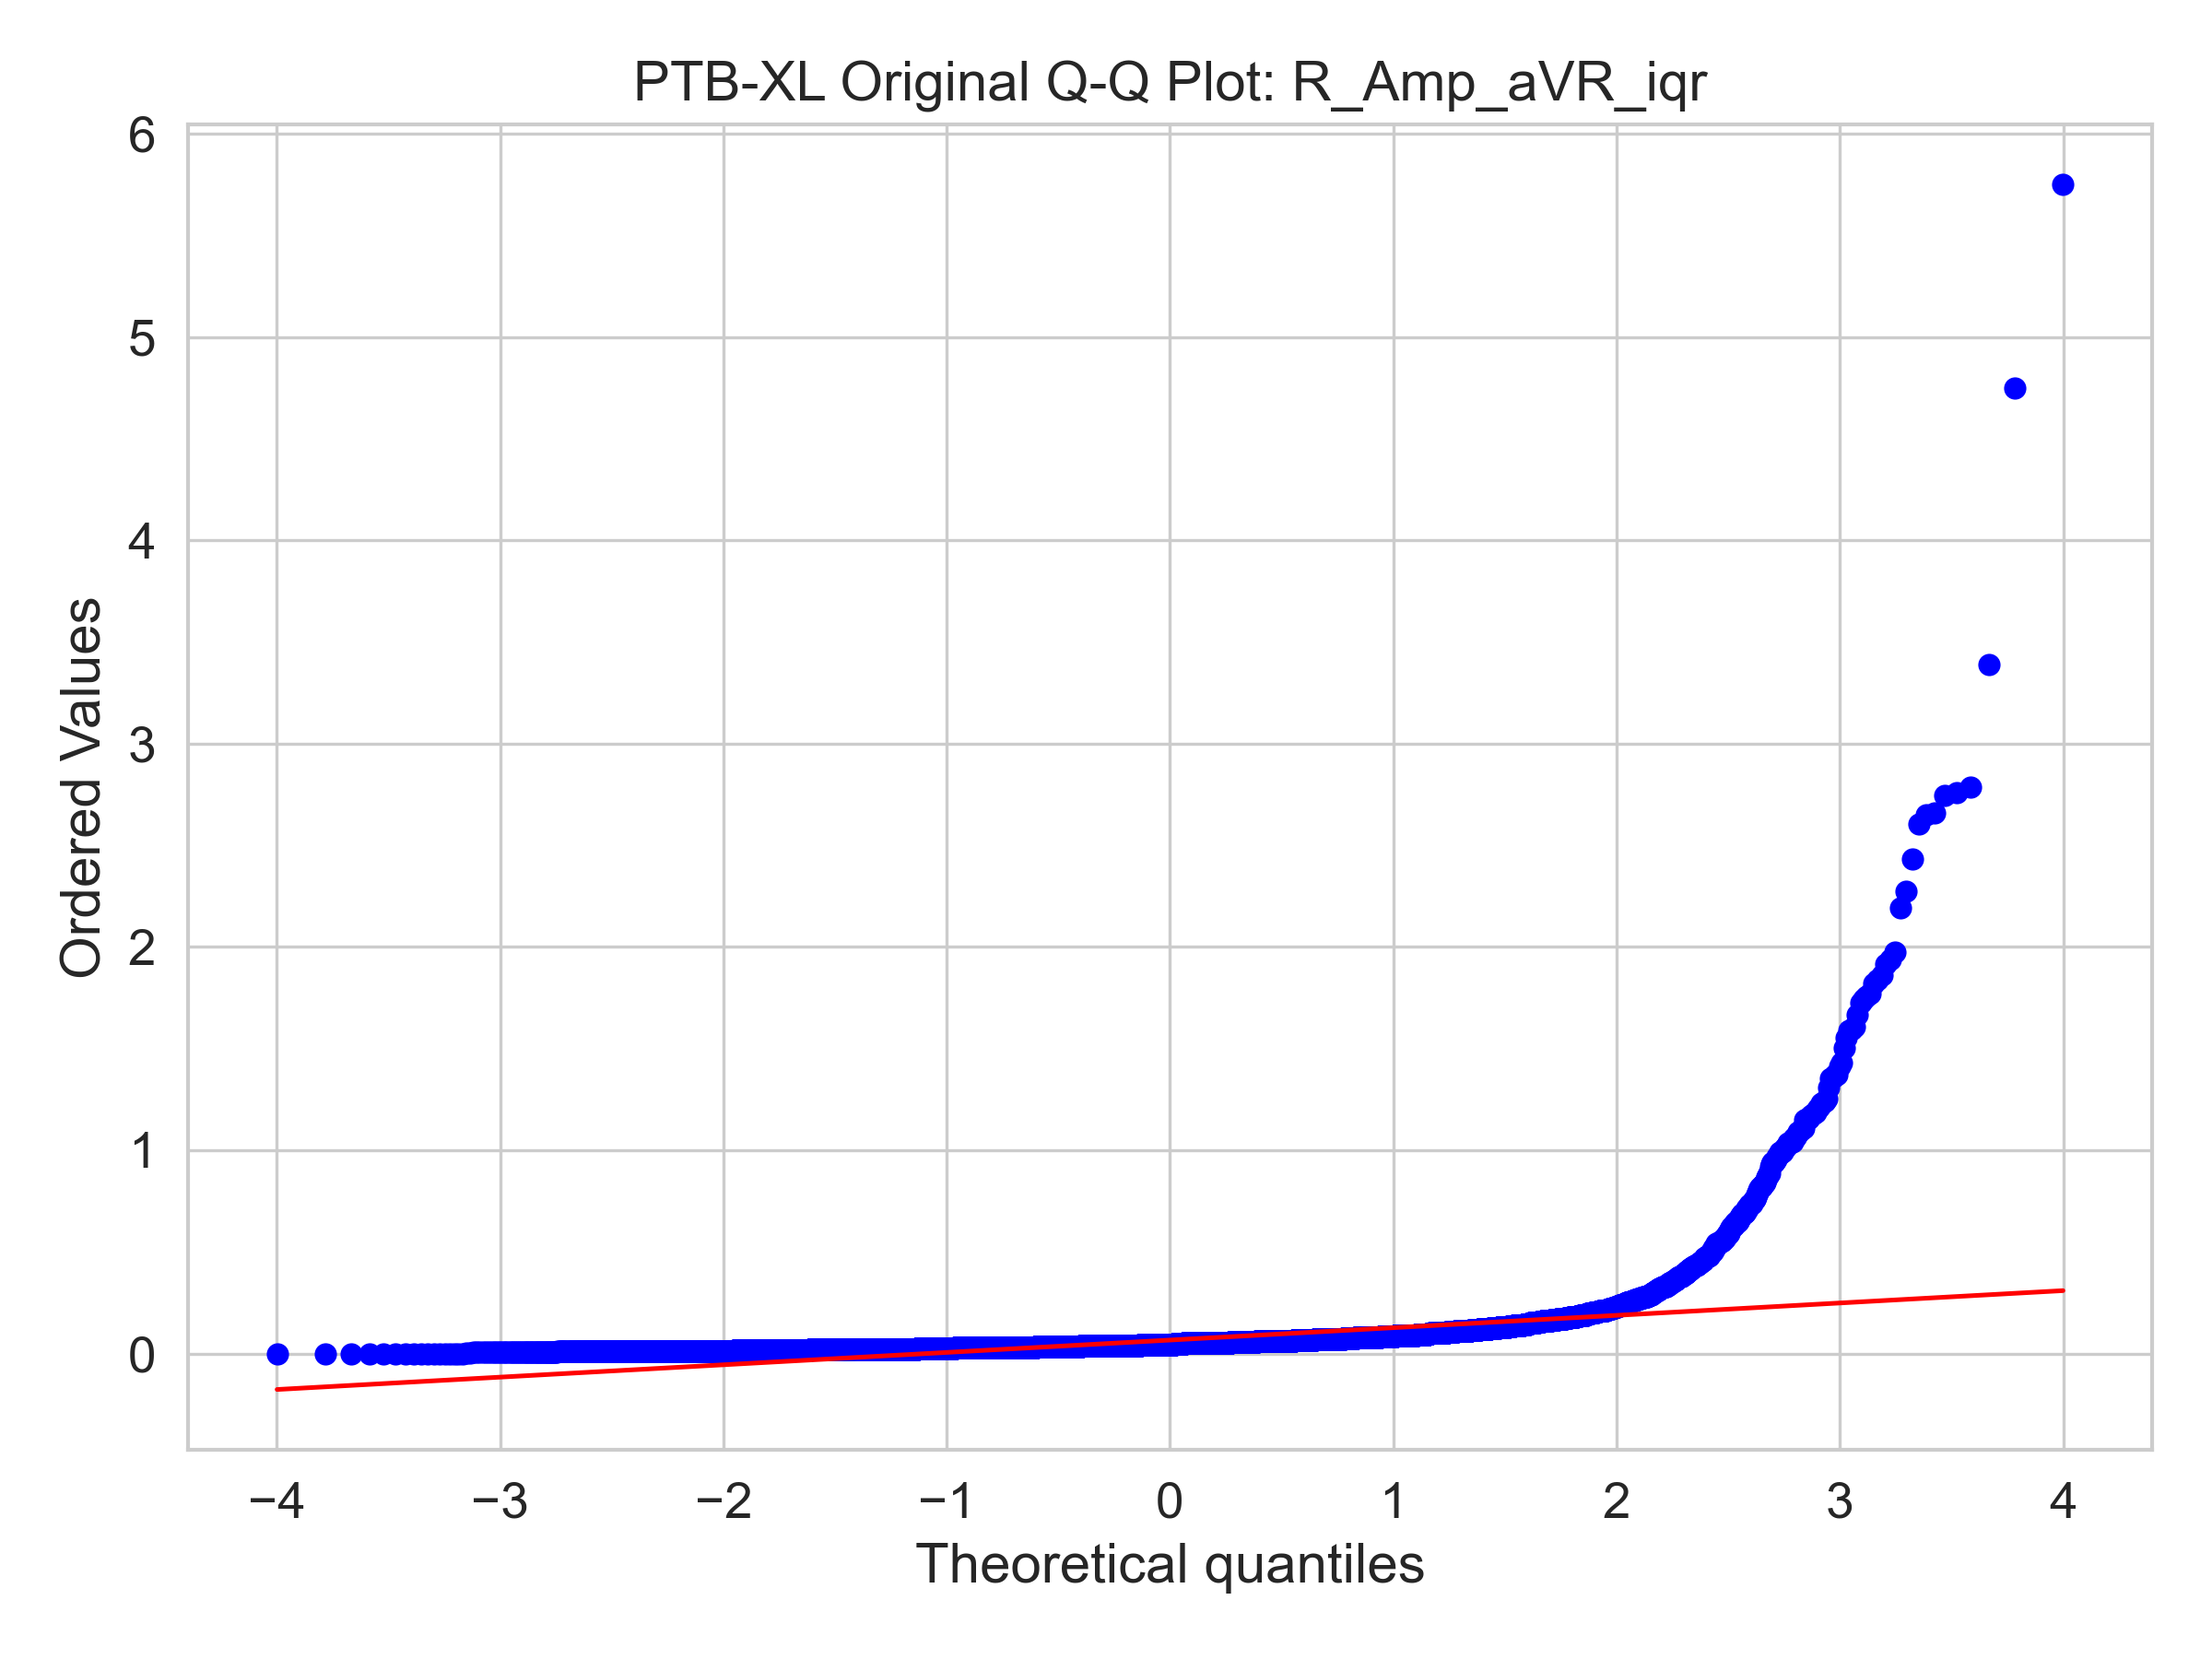 PTB-XL Original Q-Q Plot: R_Amp_aVR_iqr
6
5
4
3
2
1
0
Ordered Values
−4 −3 −2 −1 0 1 2 3 4
Theoretical quantiles